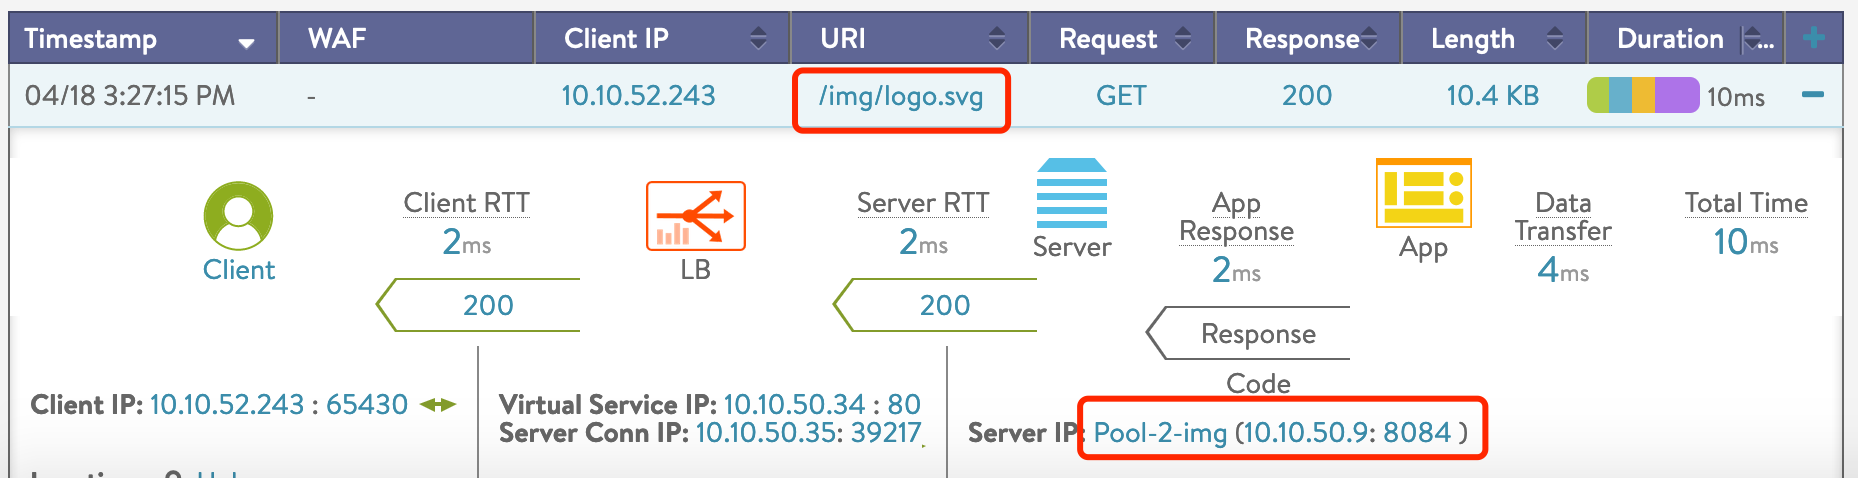 Timestamp WAF Client IP URI Request Response Length Duration ...
04/18 3:27:15 PM - 10.10.52.243 /img/logo.svg GET 200 10.4 KB 10ms
Client RTT
2ms
Server RTT
2ms
App
Response
2ms
Data
Transfer
4ms
Total Time
10ms
Client
LB
Server
App
200
200
Response
Code
Client IP: 10.10.52.243 : 65430
Virtual Service IP: 10.10.50.34 : 80
Server Conn IP: 10.10.50.35: 39217
Server IP: Pool-2-img (10.10.50.9: 8084 )